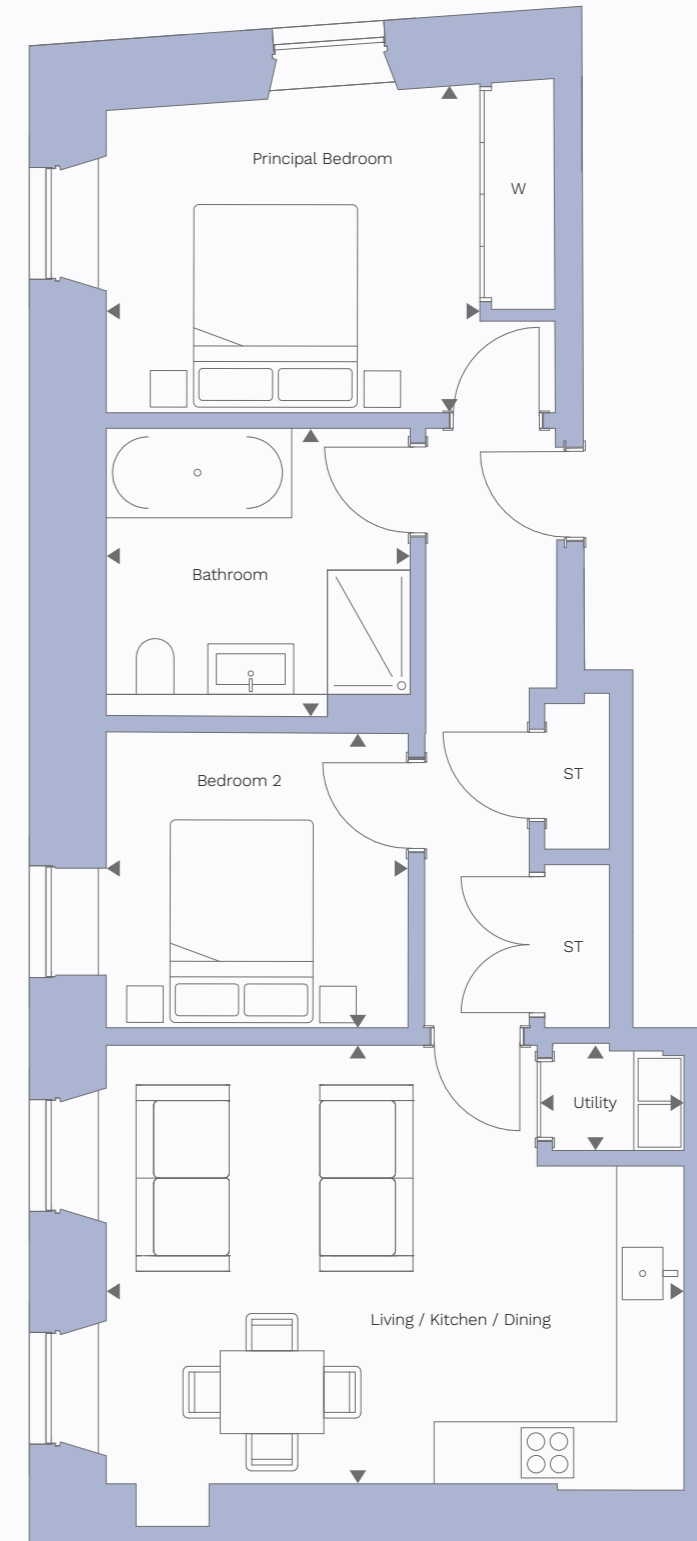 Principal Bedroom
W
Bathroom
Bedroom 2
ST
ST
Utility
Living / Kitchen / Dining